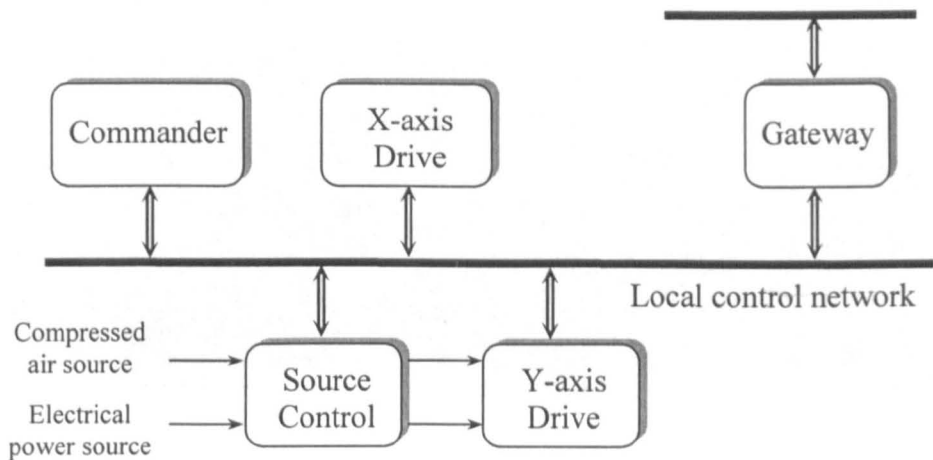 Commander
X-axis
Drive
Gateway
Local control network
Compressed
air source
Electrical
power source
Source
Control
Y-axis
Drive